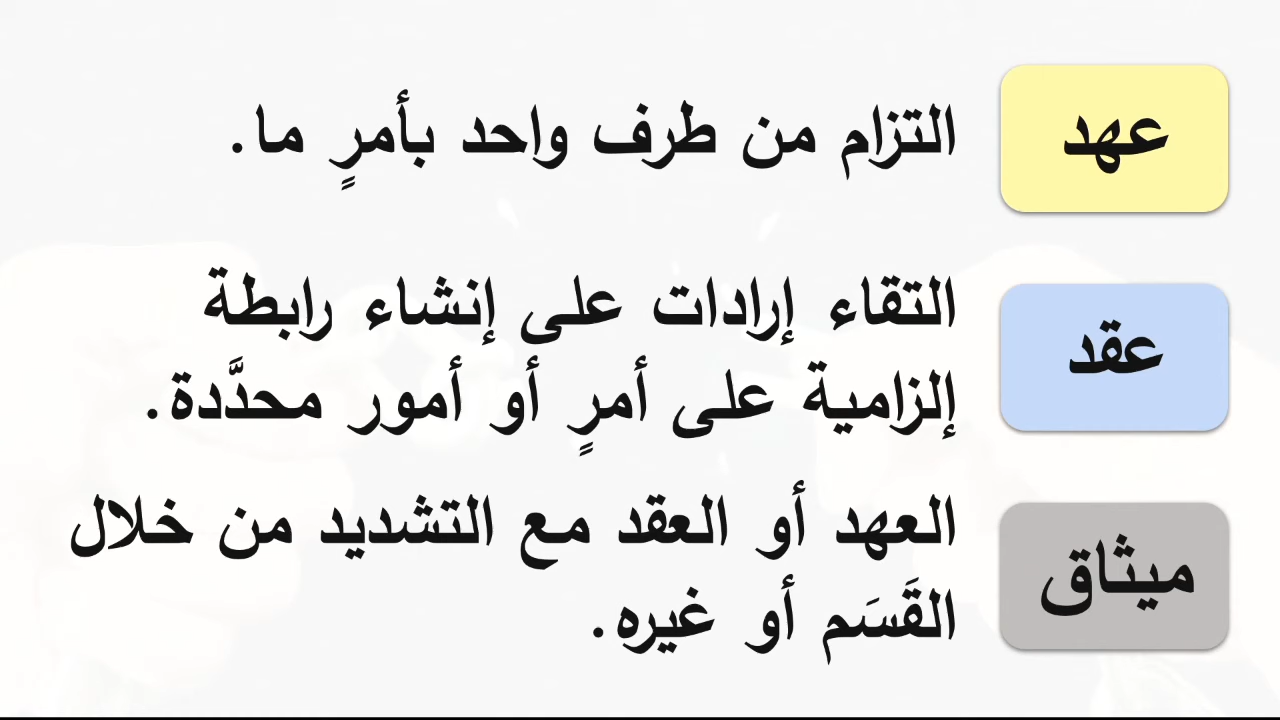 عهد
التزام من طرف واحد بأمرٍ ما.
عقد
التقاء إرادات على إنشاء رابطة
إلزامية على أمرٍ أو أمور محدَّدة.
ميثاق
العهد أو العقد مع التشديد من خلال
القَسَم أو غيره.